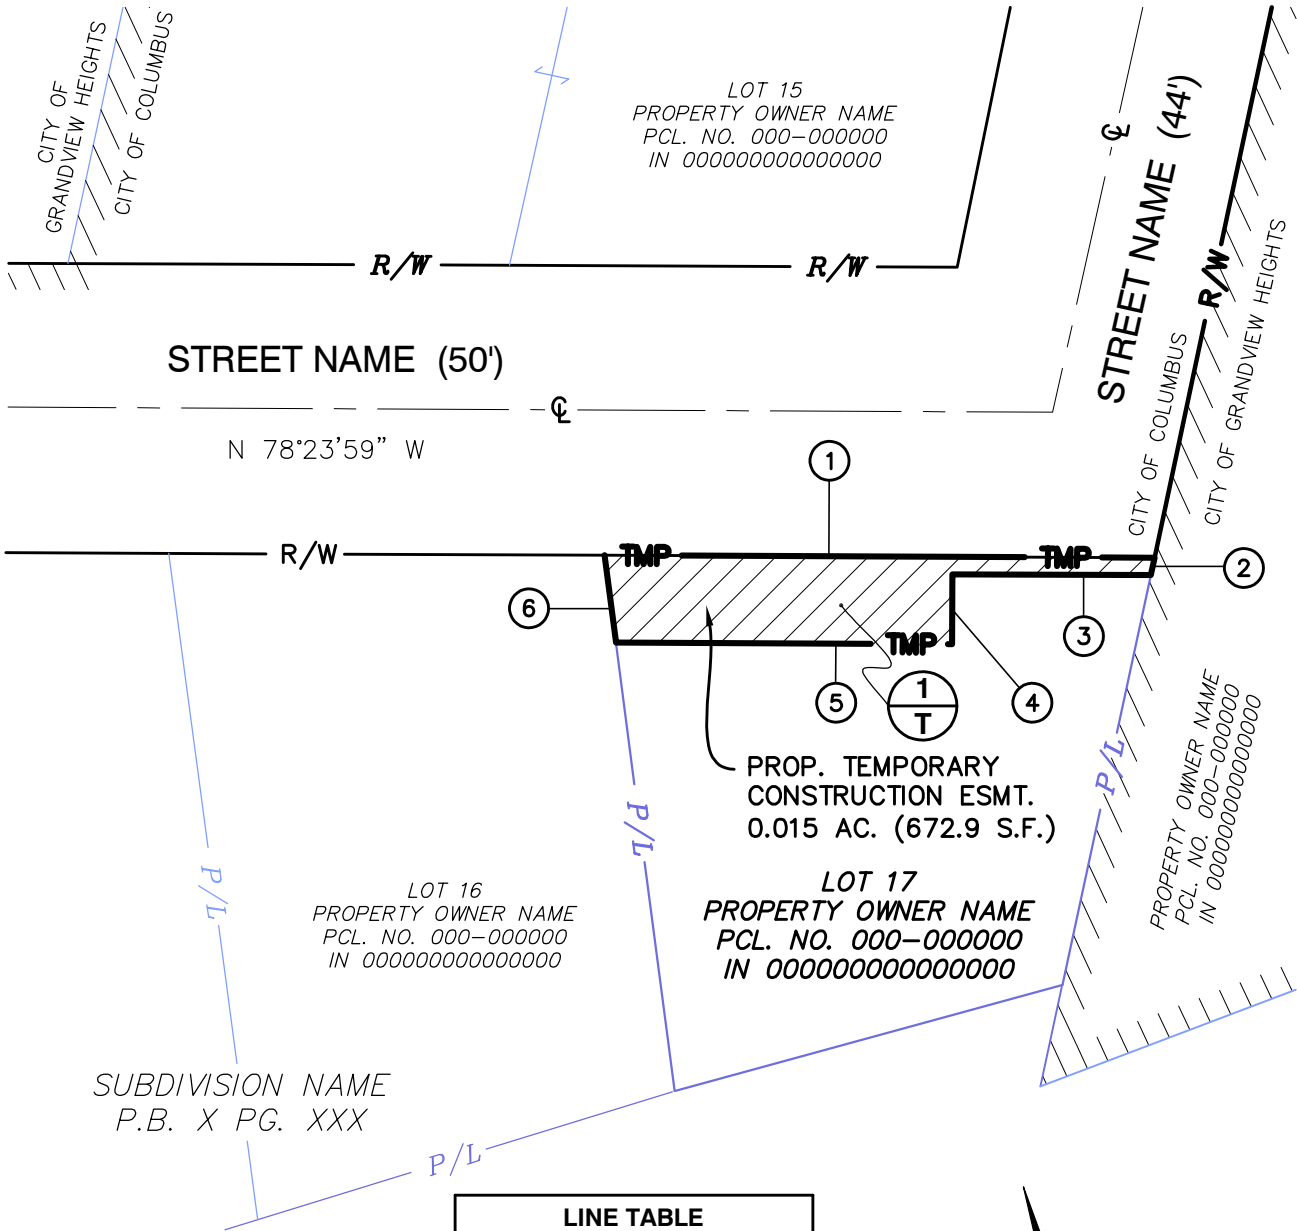 CITY OF
GRANDVIEW HEIGHTS
CITY OF COLUMBUS
LOT 15
PROPERTY OWNER NAME
PCL. NO. 000-000000
IN 000000000000000
℄
STREET NAME (44')
R/W
R/W
R/W
CITY OF COLUMBUS
CITY OF GRANDVIEW HEIGHTS
STREET NAME (50')
℄
N 78°23'59" W
1
R/W
TMP
TMP
2
6
3
TMP
5
1
T
4
PROP. TEMPORARY
CONSTRUCTION ESMT.
0.015 AC. (672.9 S.F.)
P/L
P/L
P/L
PROPERTY OWNER NAME
PCL. NO. 000-000000
IN 000000000000000
LOT 16
PROPERTY OWNER NAME
PCL. NO. 000-000000
IN 000000000000000
LOT 17
PROPERTY OWNER NAME
PCL. NO. 000-000000
IN 000000000000000
SUBDIVISION NAME
P.B. X PG. XXX
P/L
LINE TABLE